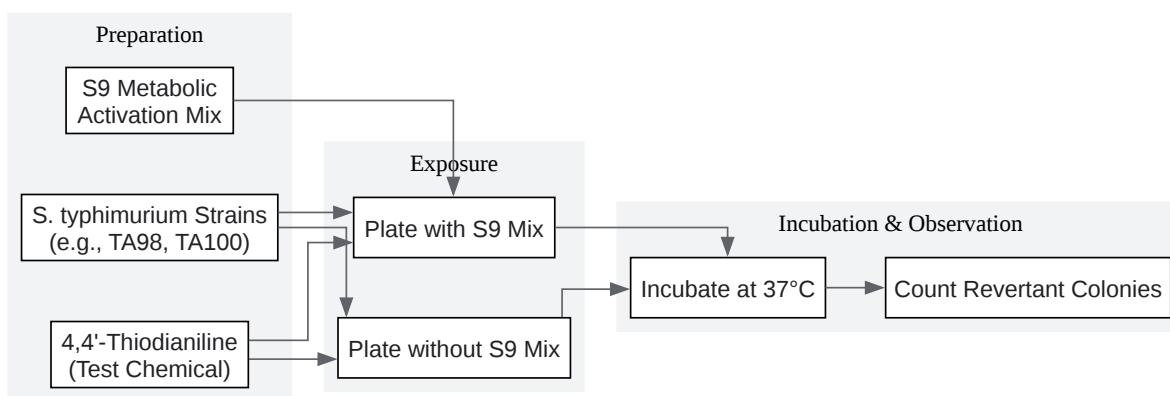 Preparation
S9 Metabolic
Activation Mix
S. typhimurium Strains
(e.g., TA98, TA100)
4,4'-Thiodianiline
(Test Chemical)
Exposure
Plate with S9 Mix
Plate without S9 Mix
Incubation & Observation
Incubate at 37°C
Count Revertant Colonies